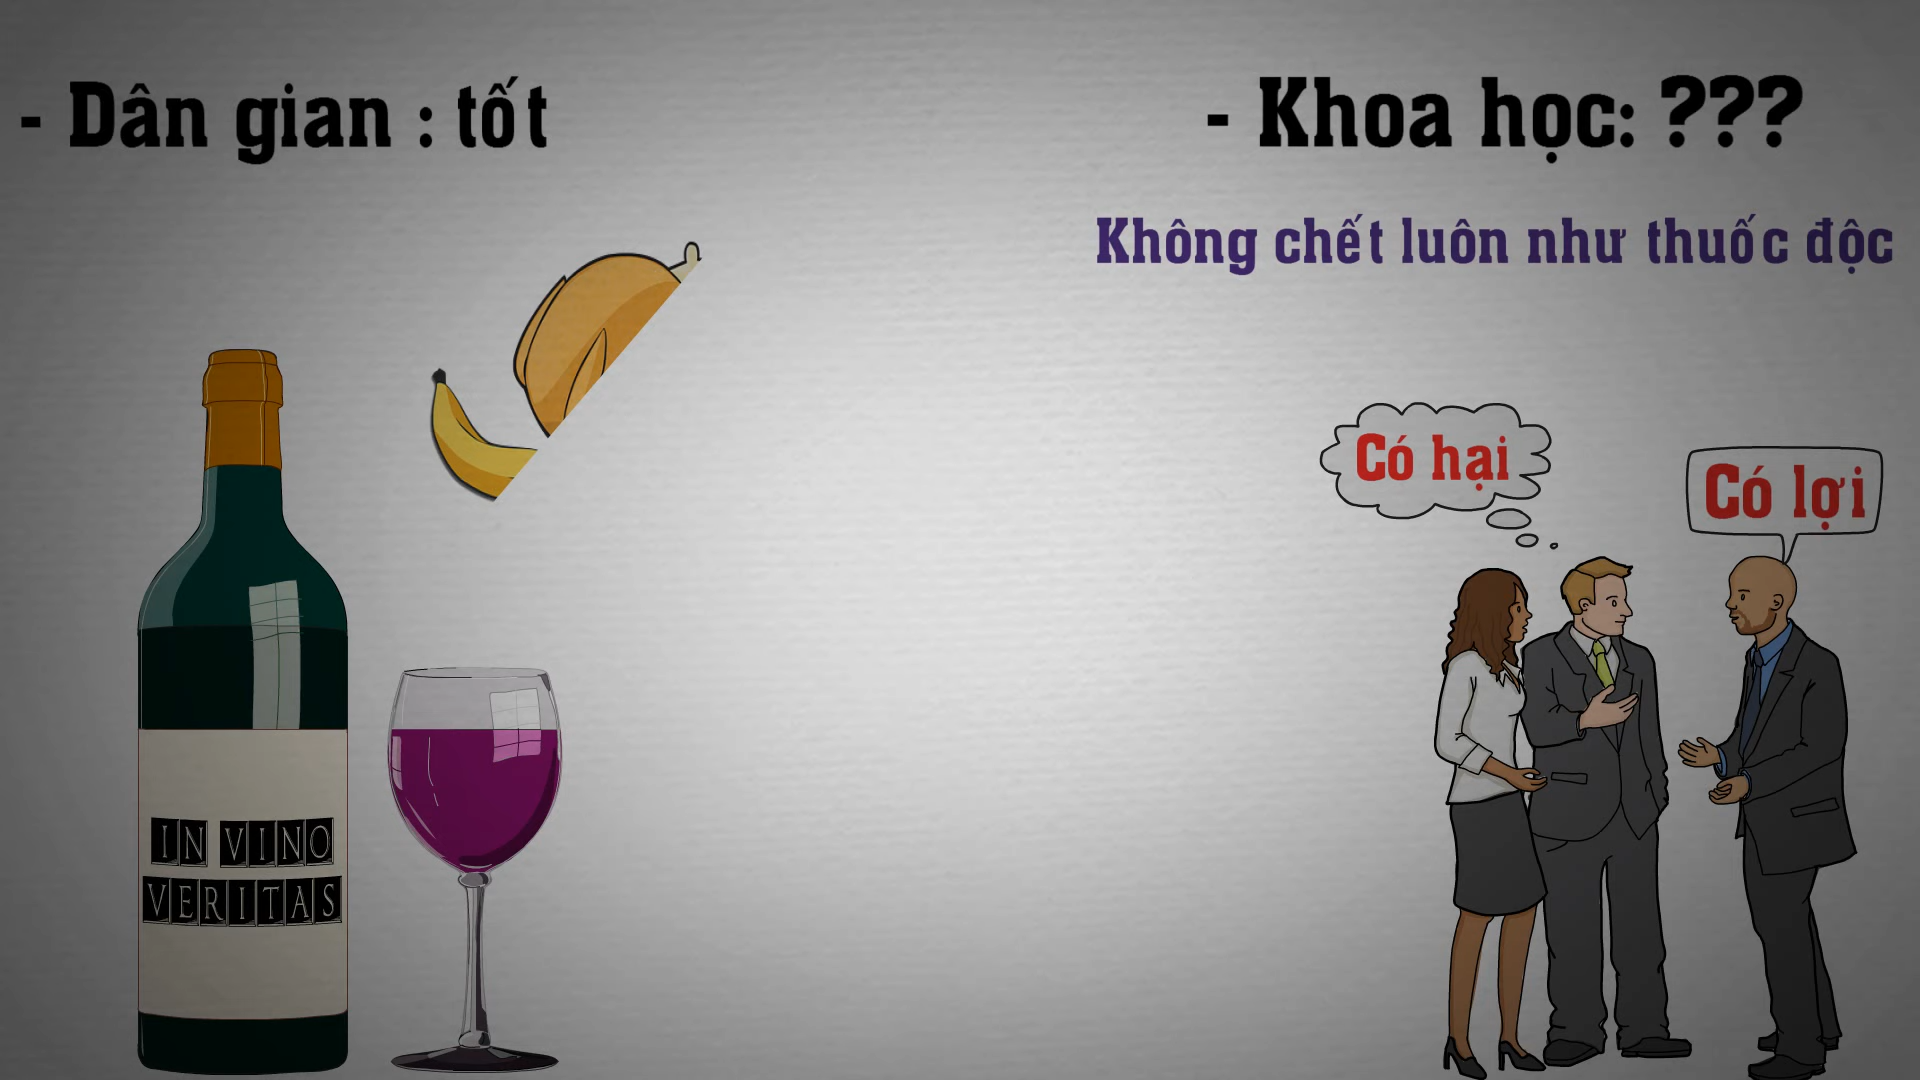 - Dân gian : tốt
- Khoa học: ???
Không chết luôn như thuốc độc
Có hại
Có lợi
IN VINO
VERITAS